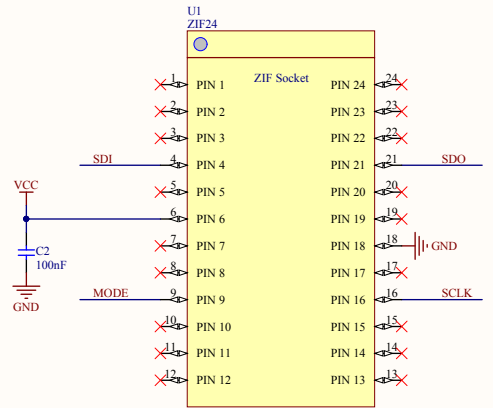 U1
ZIF24
ZIF Socket
1 PIN 1 PIN 24 24
2 PIN 2 PIN 23 23
3 PIN 3 PIN 22 22
SDI 4 PIN 4 PIN 21 21 SDO
5 PIN 5 PIN 20 20
VCC
6 PIN 6 PIN 19 19
7 PIN 7 PIN 18 18 GND
C2
100nF
8 PIN 8 PIN 17 17
GND
MODE 9 PIN 9 PIN 16 16 SCLK
10 PIN 10 PIN 15 15
11 PIN 11 PIN 14 14
12 PIN 12 PIN 13 13